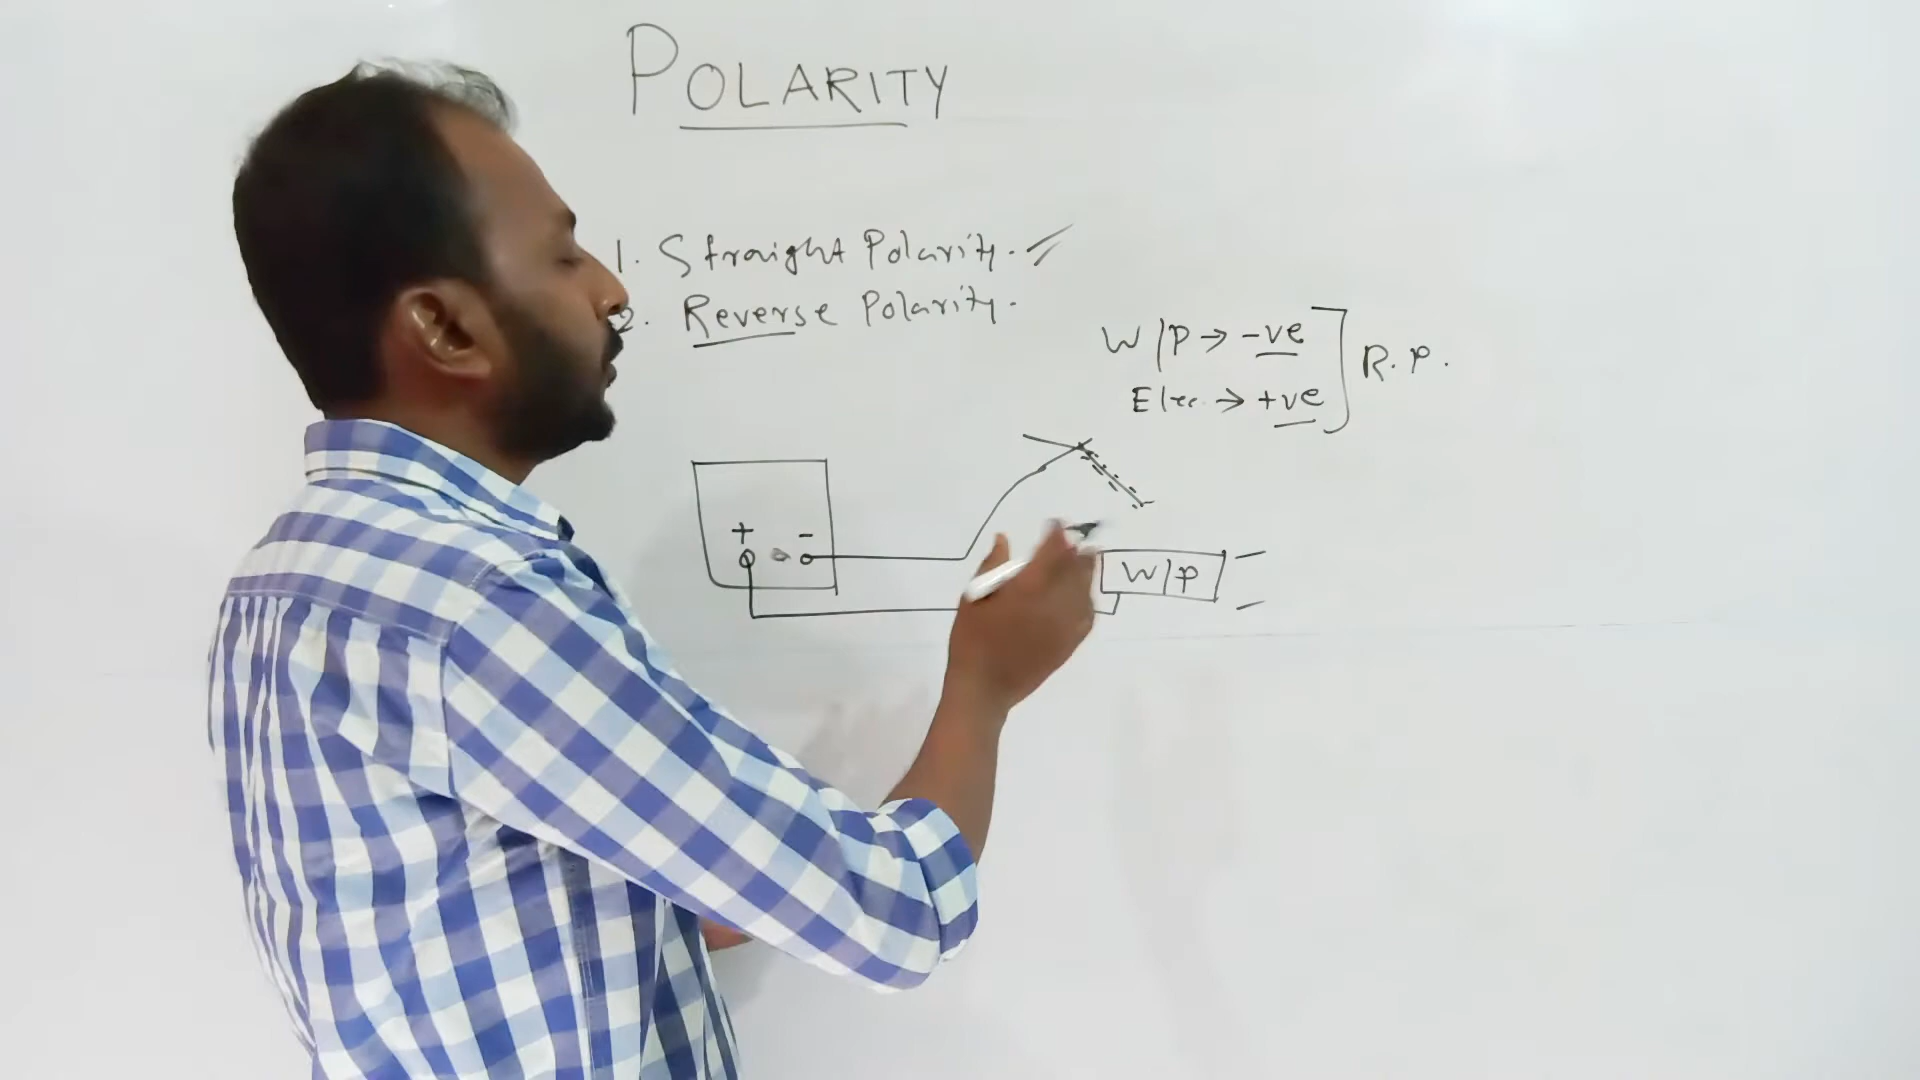 POLARITY
1. Straight Polarity.
2. Reverse Polarity.
W/P → -ve
Elec. → +ve
R.P.
+ -
W/P